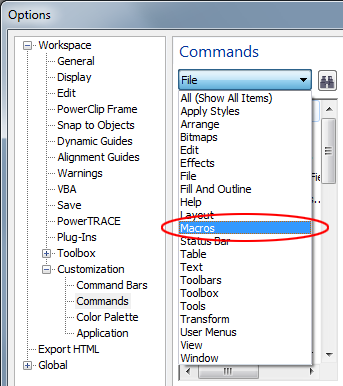 Options
Workspace
General
Display
Edit
PowerClip Frame
Snap to Objects
Dynamic Guides
Alignment Guides
Warnings
VBA
Save
PowerTRACE
Plug-Ins
Toolbox
Customization
Command Bars
Commands
Color Palette
Application
Export HTML
Global
Commands
File
All (Show All Items)
Apply Styles
Arrange
Bitmaps
Edit
Effects
File
Fill And Outline
Help
Layout
Macros
Status Bar
Table
Text
Toolbars
Toolbox
Tools
Transform
User Menus
View
Window